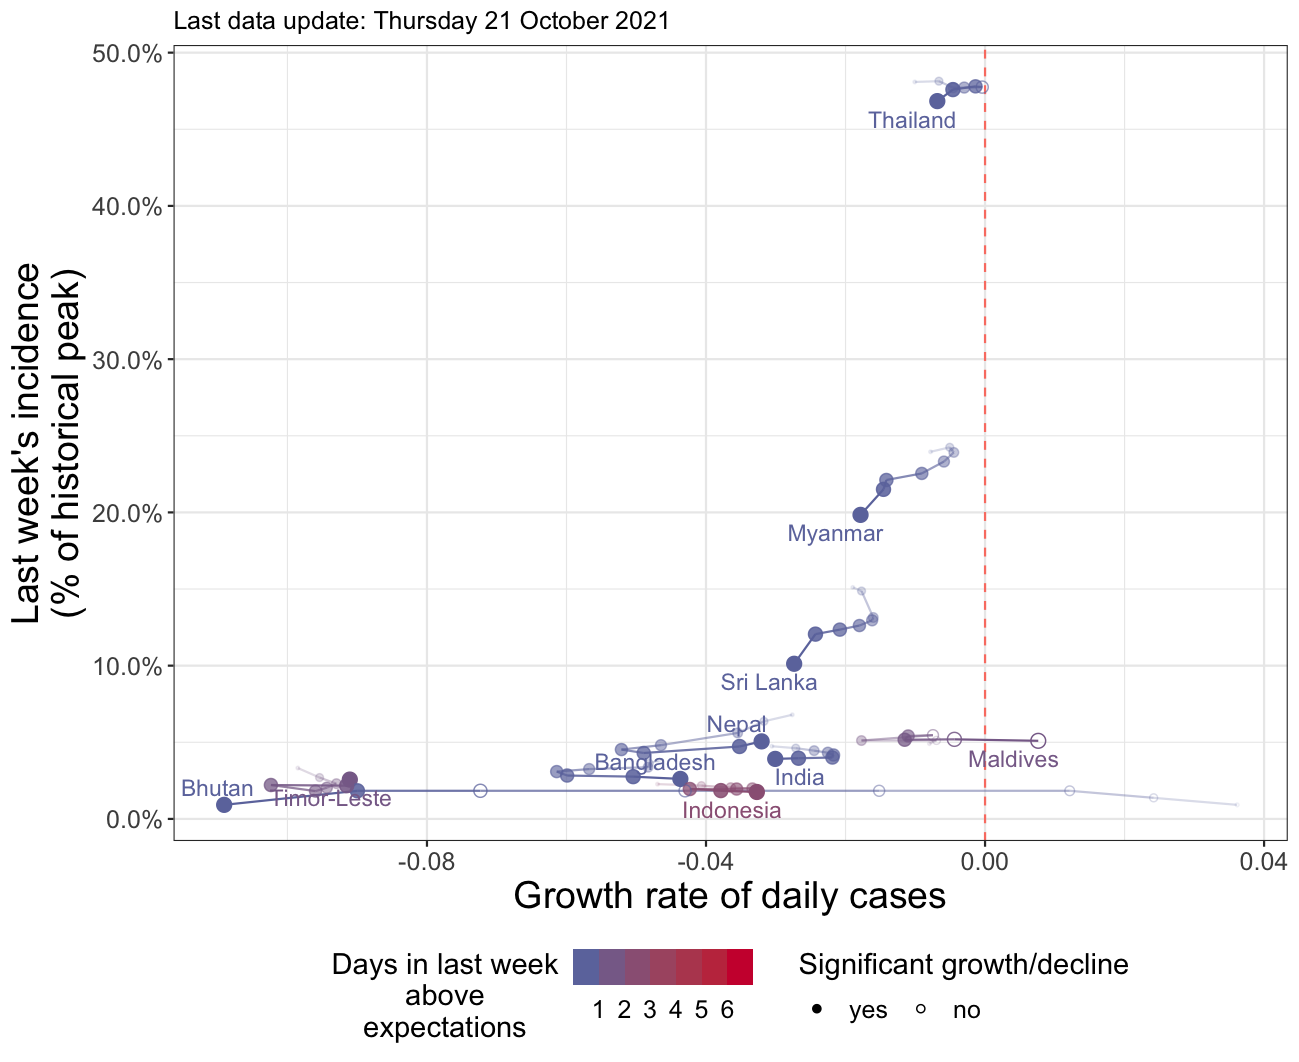 Last data update: Thursday 21 October 2021
50.0%
40.0%
30.0%
20.0%
10.0%
0.0%
Last week's incidence
(% of historical peak)
Thailand
Myanmar
Sri Lanka
Nepal
Bangladesh
India
Maldives
Bhutan
Timor-Leste
Indonesia
-0.08
-0.04
0.00
0.04
Growth rate of daily cases
Days in last week
above
expectations
1 2 3 4 5 6
Significant growth/decline
yes
no